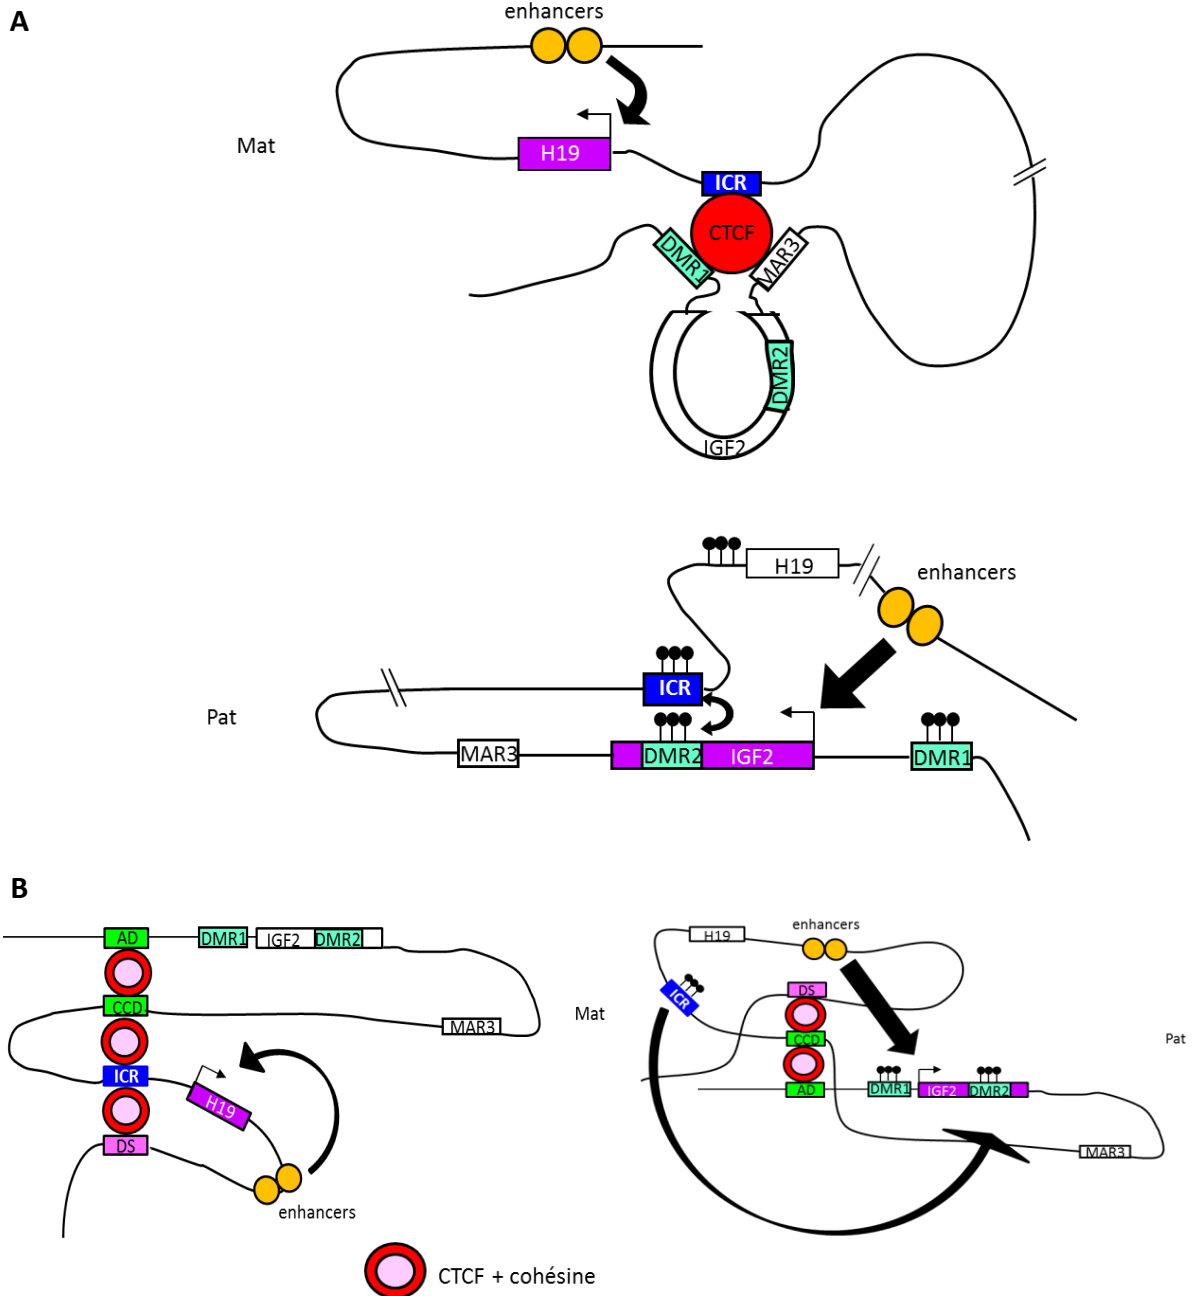 A
enhancers
Mat
H19
ICR
CTCF
DMR1
MAR3
DMR2
IGF2
H19
enhancers
ICR
Pat
MAR3
DMR2
IGF2
DMR1
B
AD
DMR1
IGF2
DMR2
CCD
MAR3
ICR
H19
DS
enhancers
Mat
enhancers
H19
ICR
DS
CCD
Pat
AD
DMR1
IGF2
DMR2
MAR3
CTCF + cohésine